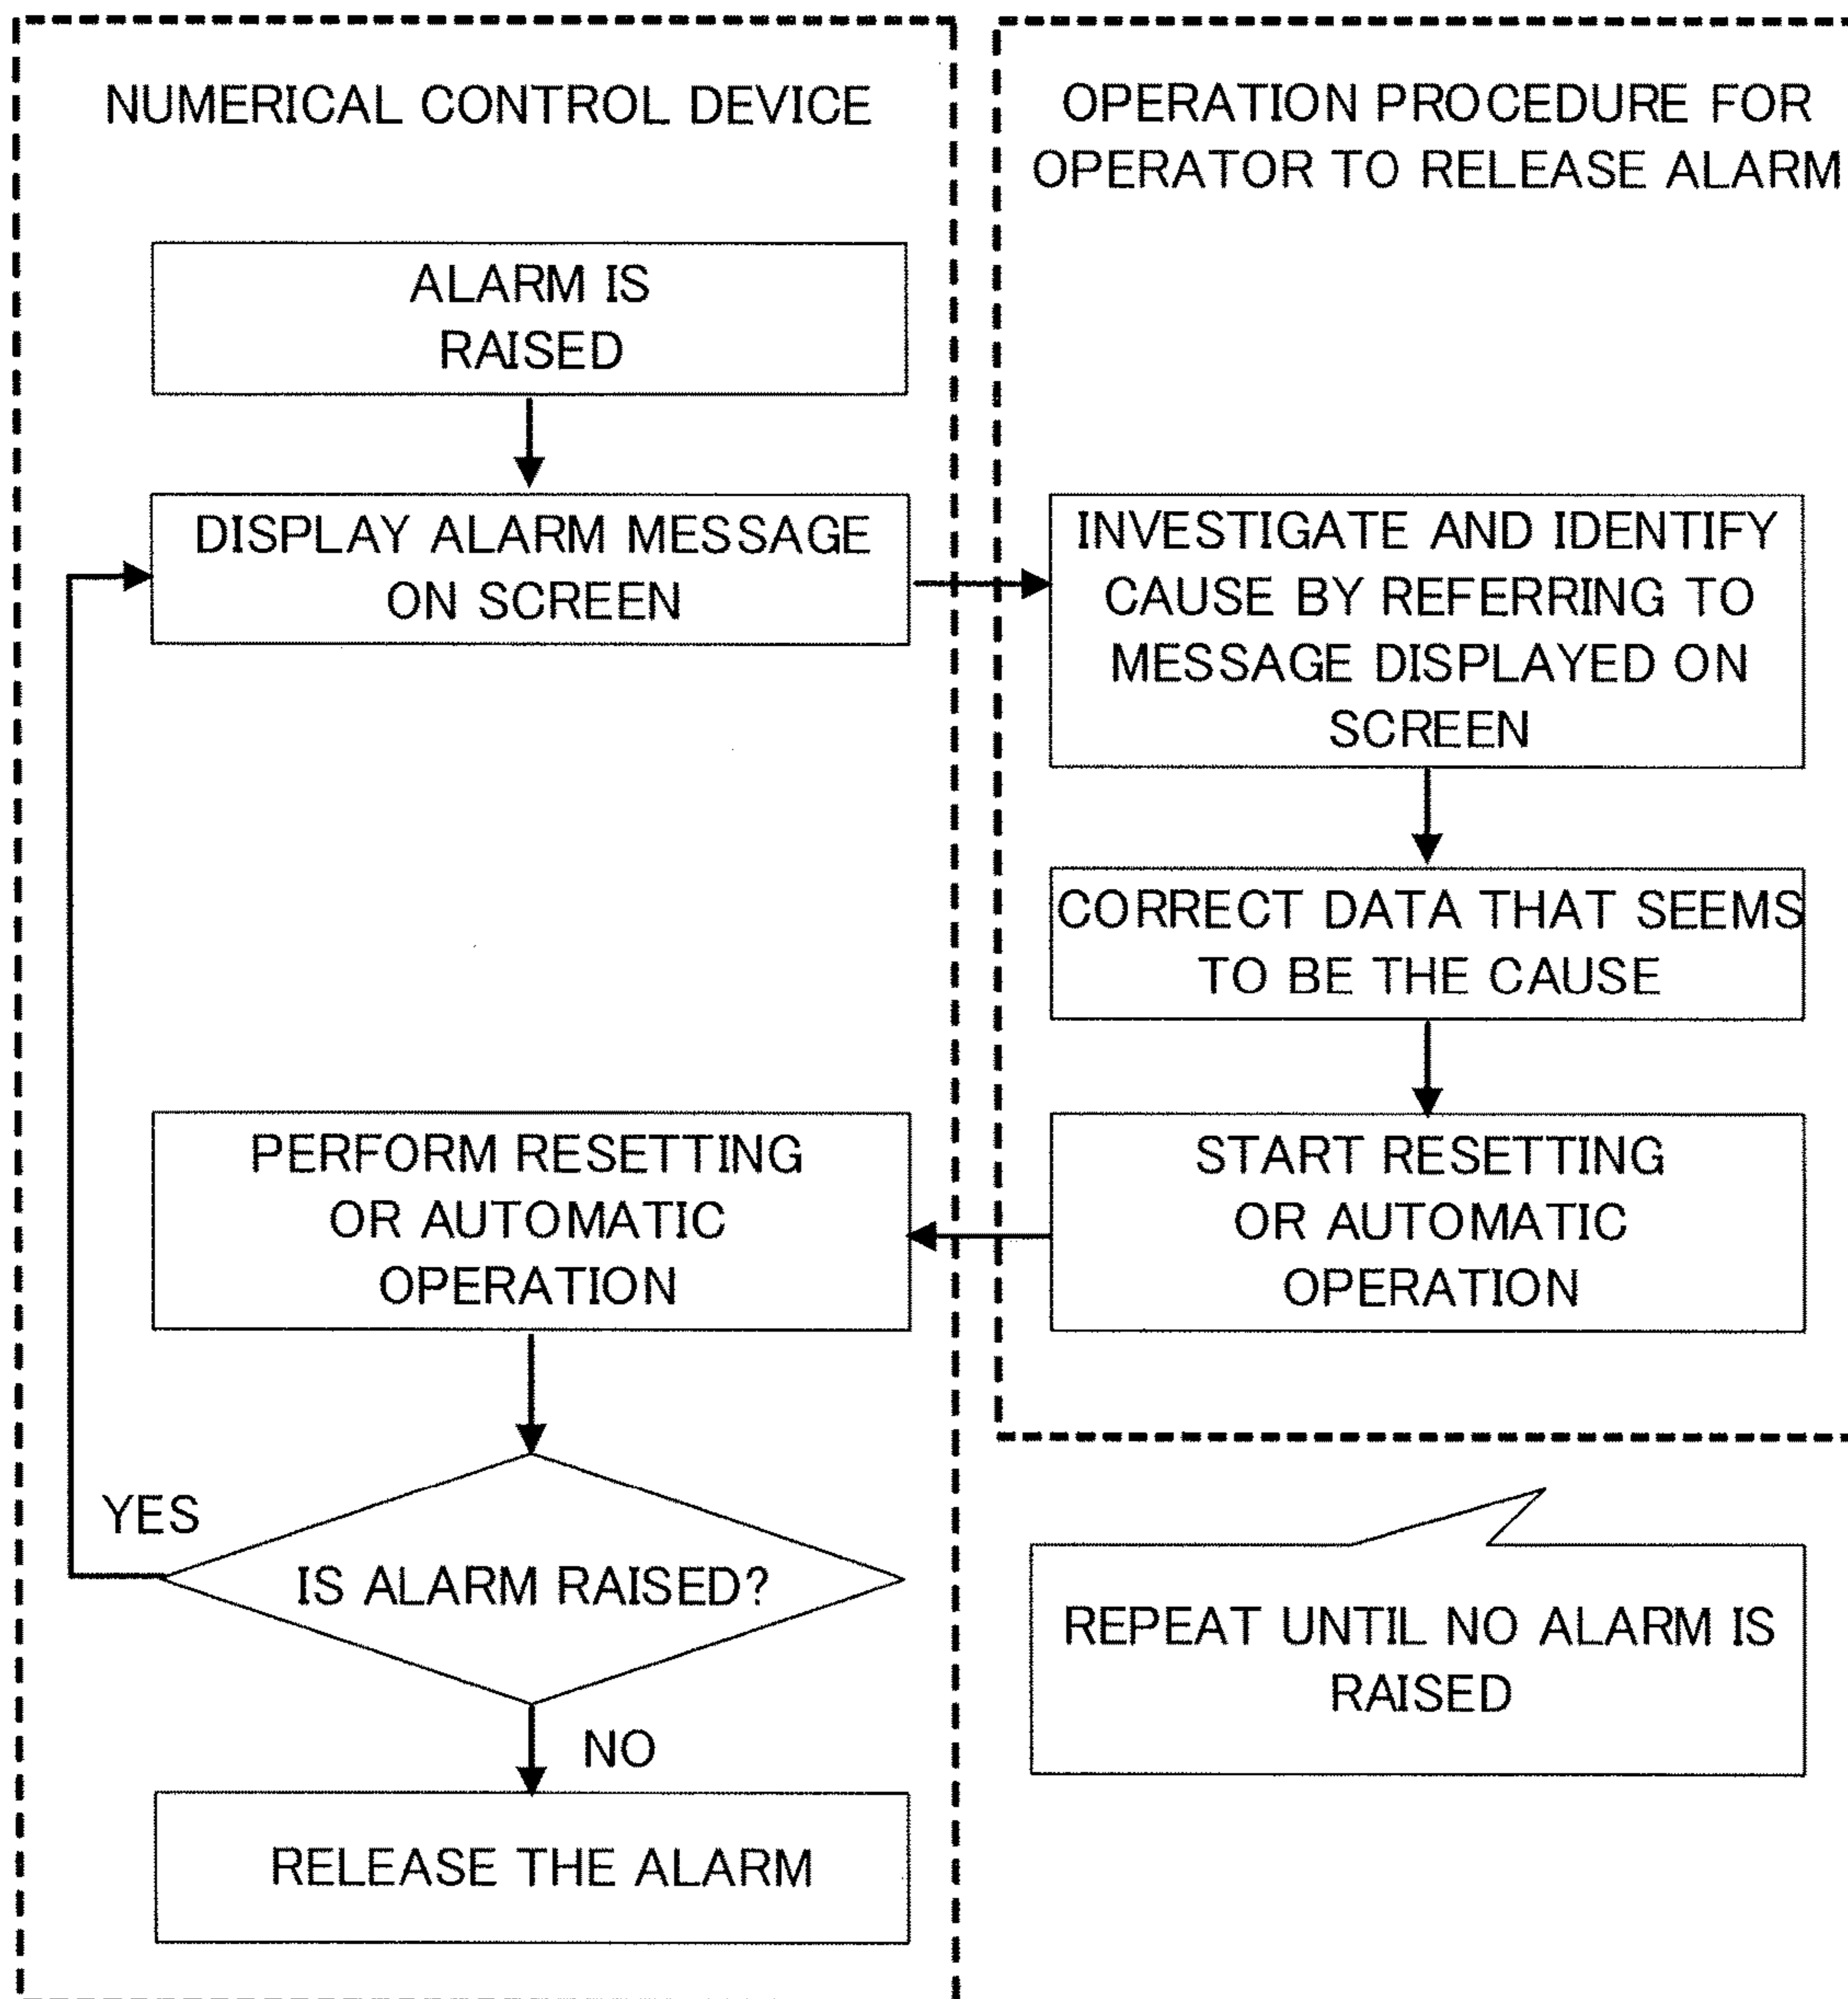 NUMERICAL CONTROL DEVICE
ALARM IS
RAISED
DISPLAY ALARM MESSAGE
ON SCREEN
PERFORM RESETTING
OR AUTOMATIC
OPERATION
YES
IS ALARM RAISED?
NO
RELEASE THE ALARM
OPERATION PROCEDURE FOR
OPERATOR TO RELEASE ALARM
INVESTIGATE AND IDENTIFY
CAUSE BY REFERRING TO
MESSAGE DISPLAYED ON
SCREEN
CORRECT DATA THAT SEEMS
TO BE THE CAUSE
START RESETTING
OR AUTOMATIC
OPERATION
REPEAT UNTIL NO ALARM IS
RAISED